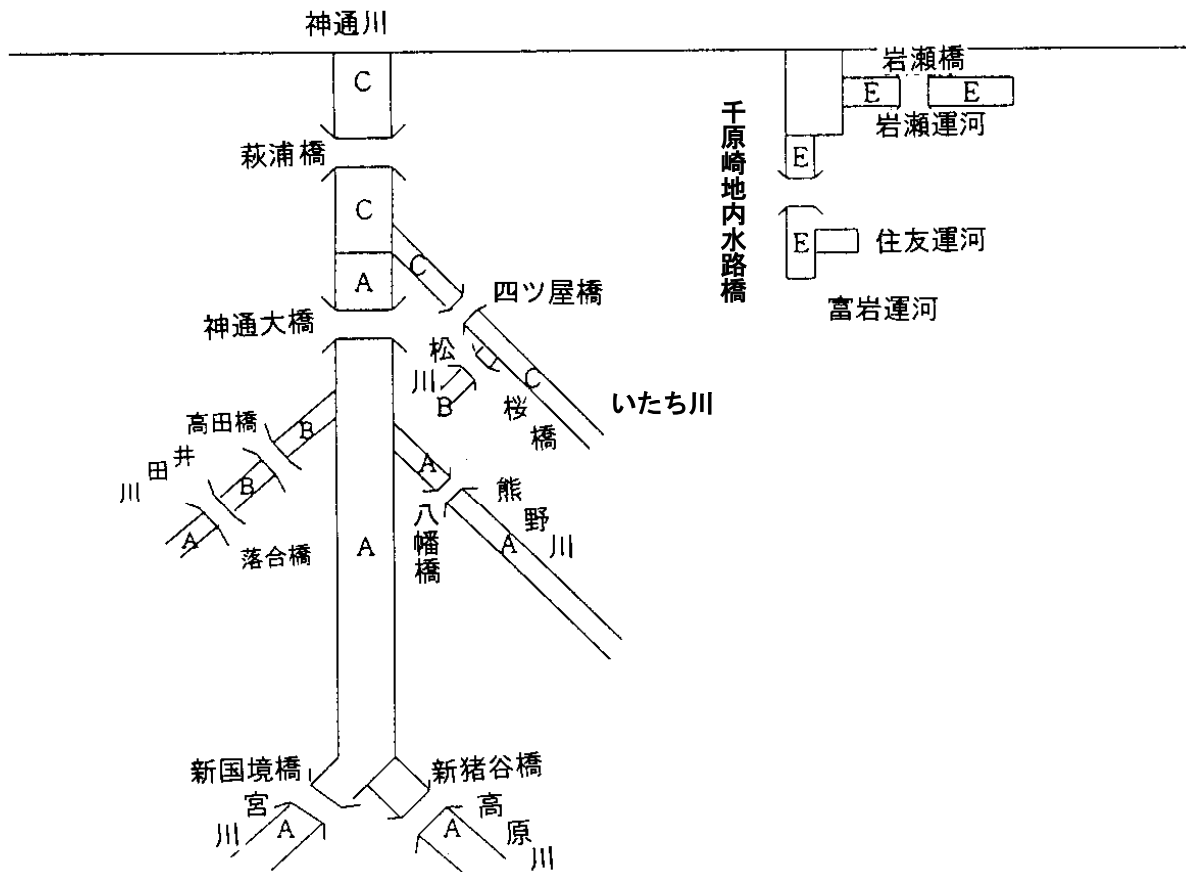 神通川
C
萩浦橋
C
A
神通大橋
C
四ツ屋橋
松川
B
桜橋
C
いたち川
高田橋
B
井田川
B
A
落合橋
A
A
八幡橋
熊野川
A
新国境橋
宮川
A
新猪谷橋
高原川
A
岩瀬橋
E
E
岩瀬運河
千原崎地内水路橋
E
E
住友運河
富岩運河